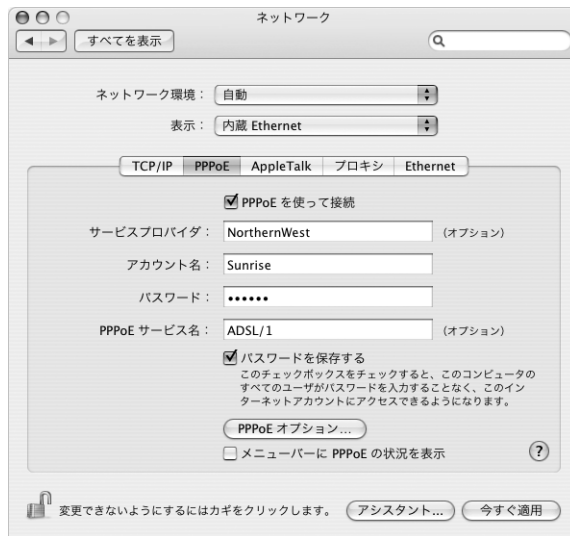 ネットワーク
すべてを表示
ネットワーク環境： 自動
表示： 内蔵 Ethernet
TCP/IP PPPoE AppleTalk プロキシ Ethernet
PPPoE を使って接続
サービスプロバイダ： NorthernWest （オプション）
アカウント名： Sunrise
パスワード： ••••••
PPPoE サービス名： ADSL/1 （オプション）
パスワードを保存する
このチェックボックスをチェックすると、このコンピュータの
すべてのユーザがパスワードを入力することなく、このイン
ターネットアカウントにアクセスできるようになります。
PPPoE オプション...
メニューバーに PPPoE の状況を表示
?
変更できないようにするにはカギをクリックします。 アシスタント... 今すぐ適用